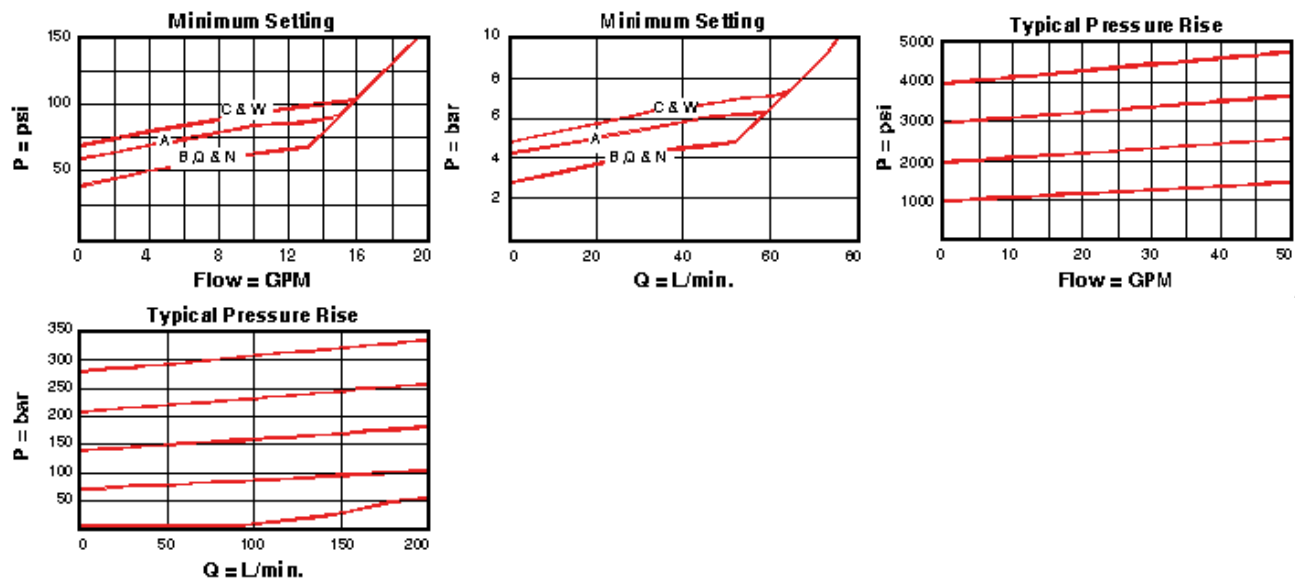 Minimum Setting
150
100
50
P = psi
C & W
A
B,Q & N
0 4 8 12 16 20
Flow = GPM
Minimum Setting
10
8
6
4
2
P = bar
C & W
A
B,Q & N
0 20 40 60 80
Q = L/min.
Typical Pressure Rise
5000
4000
3000
2000
1000
P = psi
0 10 20 30 40 50
Flow = GPM
Typical Pressure Rise
350
300
250
200
150
100
50
P = bar
0 50 100 150 200
Q = L/min.